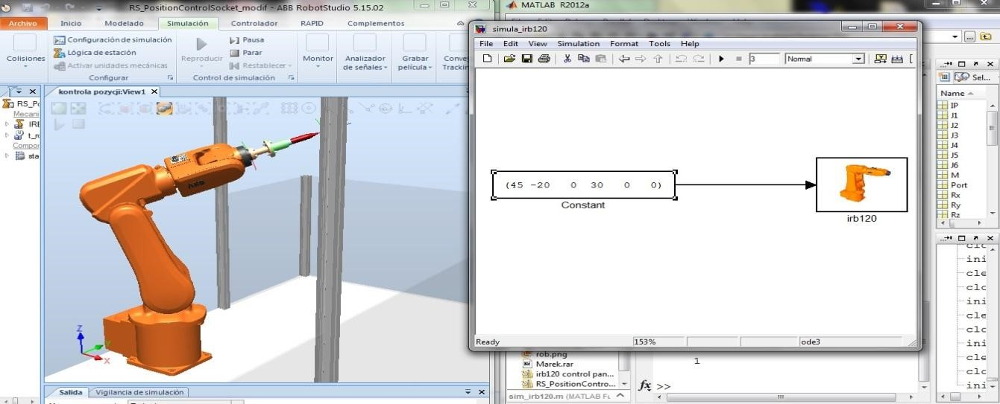 RS_PositionControlSocket_modif - ABB RobotStudio 5.15.02
Archivo Inicio Modelado Simulación Controlador RAPID Complementos
Colisiones
Configuración de simulación
Lógica de estación
Activar unidades mecánicas
Configurar
Reproducir
Pausa
Parar
Restablecer
Control de simulación
Monitor
Analizador
de señales
Grabar
película
Conve
Trackin
kontrola pozycji:View1
RS_Po
Mecani
IRE
t_ro
Compor
sta
Z
Y
X
Salida Vigilancia de simulación
MATLAB R2012a
simula_irb120
File Edit View Simulation Format Tools Help
3 Normal
(45 -20 0 30 0 0)
Constant
irb120
Ready 153% ode3
Sel...
Name
IP
J1
J2
J3
J4
J5
J6
M
Port
Rx
Ry
Rz
clc
ini
cle
clc
ini
cle
clc
ini
cle
clc
ini
rob.png
Marek.rar
irb120 control pan...
RS_PositionContro...
sim_irb120.m (MATLAB Fu
1
fx >>